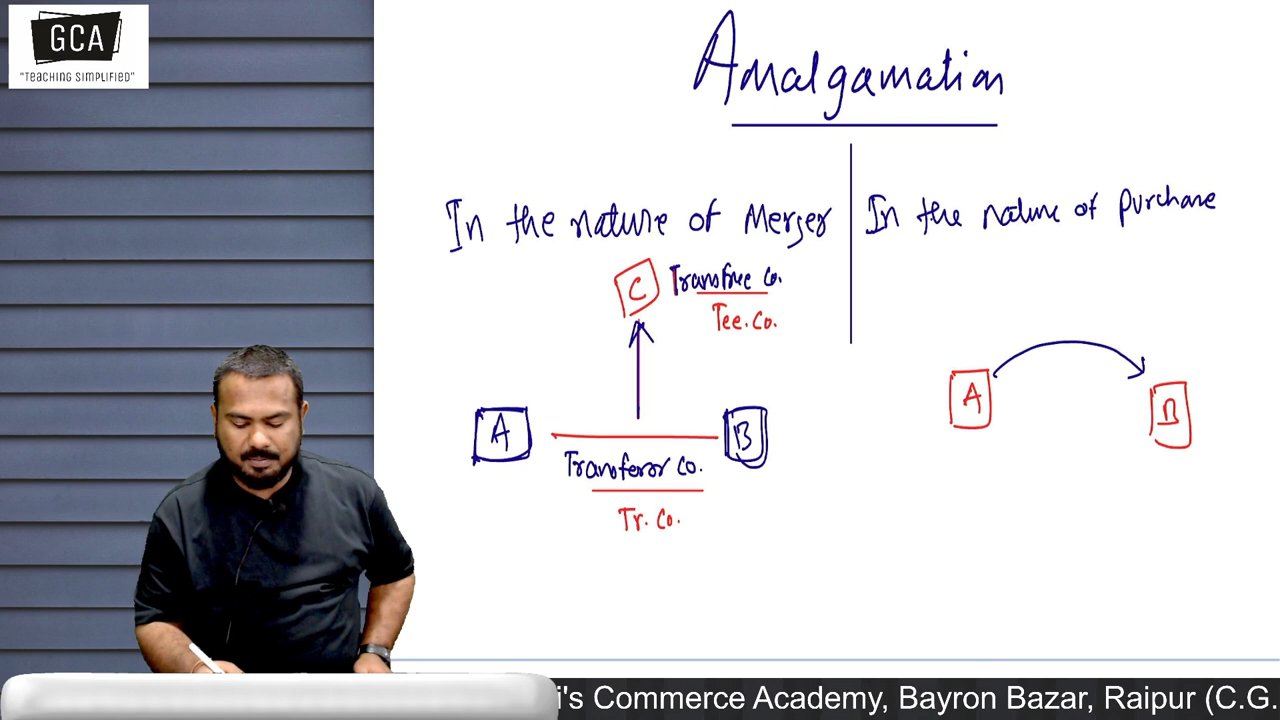 GCA
"TEACHING SIMPLIFIED"
Amalgamation
In the nature of Merger
In the nature of purchase
C
Transfree Co.
Tee. Co.
A
B
Transferor Co.
Tr. Co.
A
B
i's Commerce Academy, Bayron Bazar, Raipur (C.G.